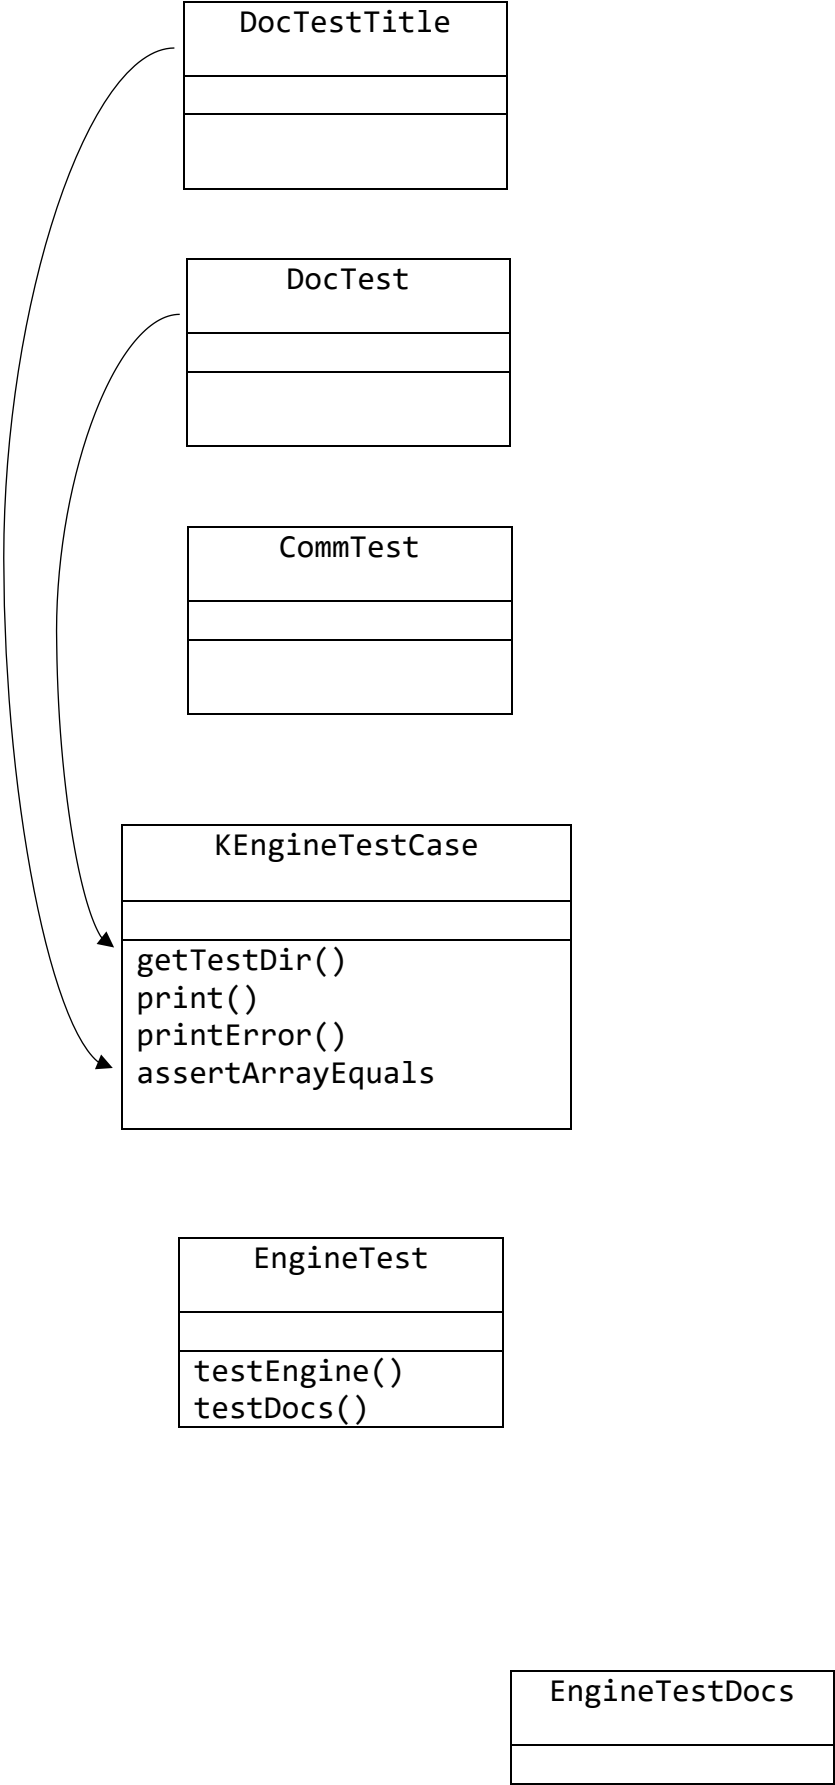 DocTestTitle
DocTest
CommTest
KEngineTestCase
getTestDir()
print()
printError()
assertArrayEquals
EngineTest
testEngine()
testDocs()
EngineTestDocs